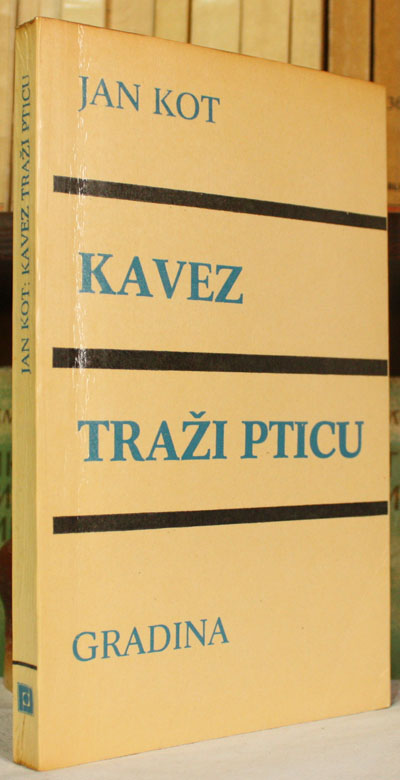 JAN KOT
KAVEZ
TRAŽI PTICU
GRADINA
JAN KOT: KAVEZ TRAŽI PTICU